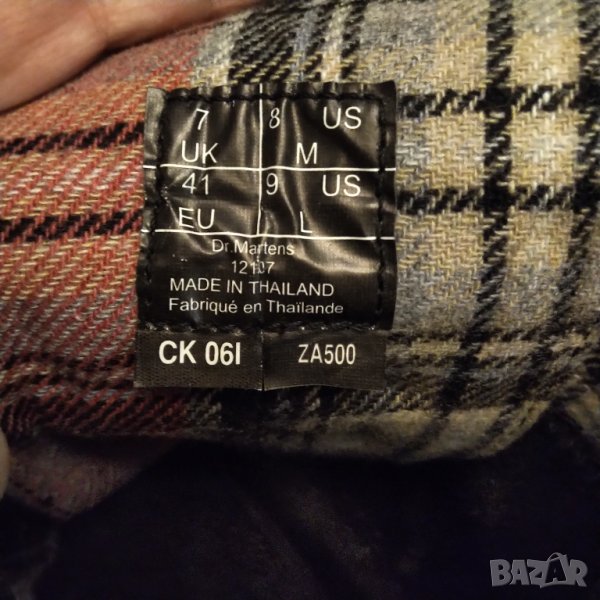 7 8 US
UK M
41 9 US
EU L
Dr.Martens
12107
MADE IN THAILAND
Fabriqué en Thaïlande
CK 06I ZA500
BAZAR